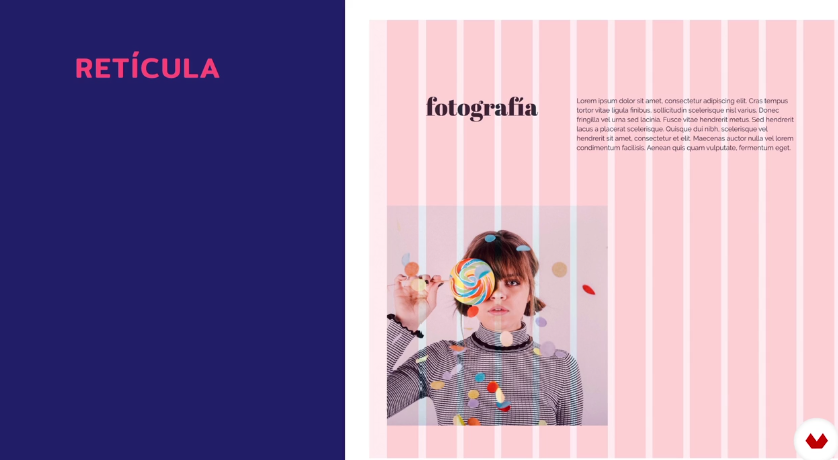 RETÍCULA
fotografía
Lorem ipsum dolor sit amet, consectetur adipiscing elit. Cras tempus
tortor vitae ligula finibus, sollicitudin scelerisque nisl varius. Donec
fringilla vel urna sed lacinia. Fusce vitae hendrerit metus. Sed hendrerit
lacus a placerat scelerisque. Quisque dui nibh, scelerisque vel
hendrerit sit amet, consectetur et elit. Maecenas auctor nulla vel lorem
condimentum facilisis. Aenean quis quam vulputate, fermentum eget.